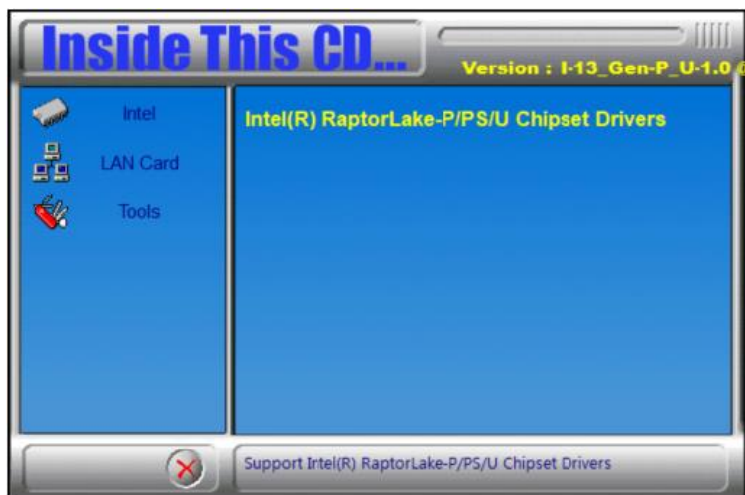 Inside This CD...
Version : I-13_Gen-P_U-1.0
Intel
LAN Card
Tools
Intel(R) RaptorLake-P/PS/U Chipset Drivers
Support Intel(R) RaptorLake-P/PS/U Chipset Drivers